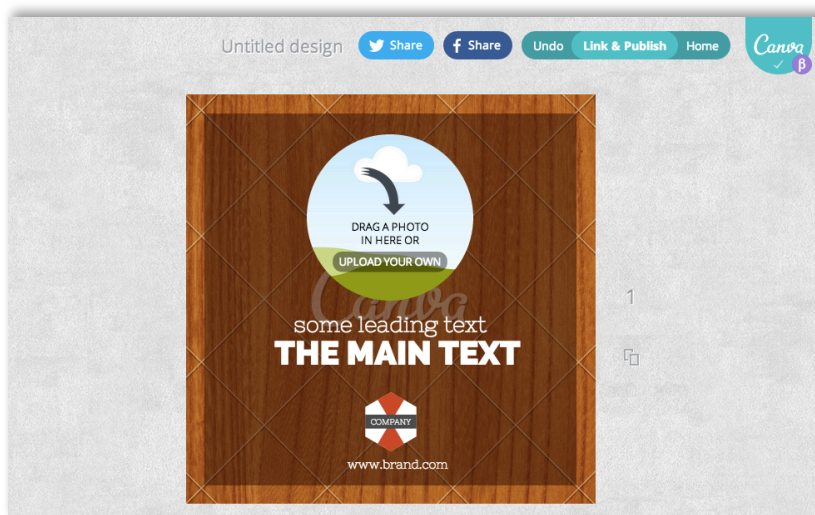 Untitled design
Share
Share
Undo
Link & Publish
Home
Canva
β
DRAG A PHOTO
IN HERE OR
UPLOAD YOUR OWN
Canva
some leading text
THE MAIN TEXT
1
COMPANY
www.brand.com